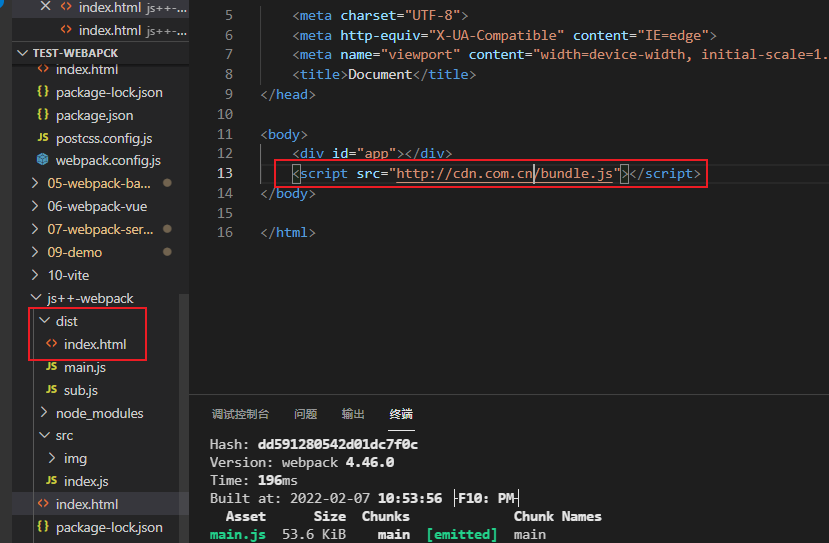 index.html js++-...
index.html js++-...
TEST-WEBAPCK
index.html
package-lock.json
package.json
JS postcss.config.js
webpack.config.js
05-webpack-ba...
06-webpack-vue
07-webpack-ser...
09-demo
10-vite
js++-webpack
dist
index.html
JS main.js
JS sub.js
node_modules
src
img
JS index.js
index.html
package-lock.json
5 <meta charset="UTF-8">
6 <meta http-equiv="X-UA-Compatible" content="IE=edge">
7 <meta name="viewport" content="width=device-width, initial-scale=1.
8 <title>Document</title>
9 </head>
10
11 <body>
12 <div id="app"></div>
13 <script src="http://cdn.com.cn/bundle.js"></script>
14 </body>
15
16 </html>
调试控制台 问题 输出 终端
Hash: dd591280542d01dc7f0c
Version: webpack 4.46.0
Time: 196ms
Built at: 2022-02-07 10:53:56 ├F10: PM┤
Asset Size Chunks Chunk Names
main.js 53.6 KiB main [emitted] main